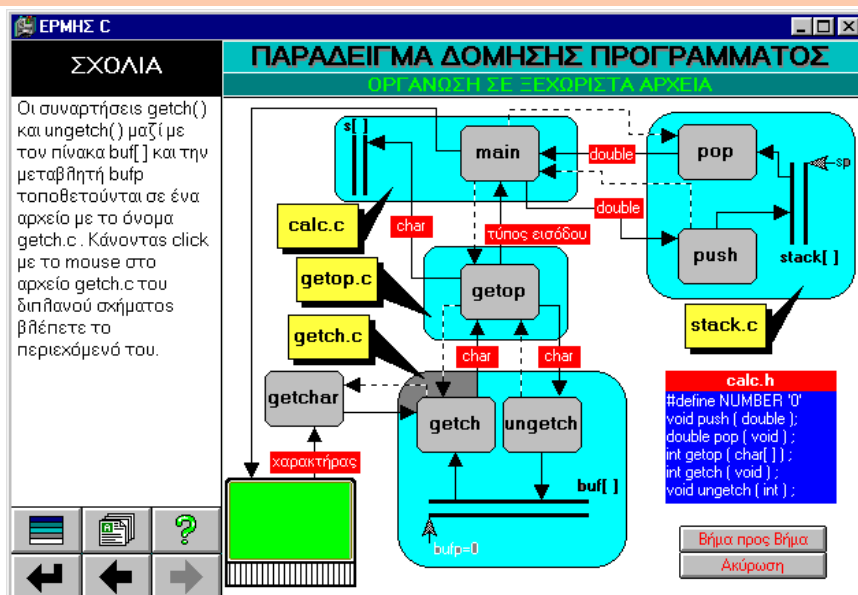 ΕΡΜΗΣ C
ΣΧΟΛΙΑ
Οι συναρτήσεις getch()
και ungetch() μαζί με
τον πίνακα buf[] και την
μεταβλητή bufp
τοποθετούνται σε ένα
αρχείο με το όνομα
getch.c . Κάνοντας click
με το mouse στο
αρχείο getch.c του
διπλανού σχήματος
βλέπετε το
περιεχόμενό του.
ΠΑΡΑΔΕΙΓΜΑ ΔΟΜΗΣΗΣ ΠΡΟΓΡΑΜΜΑΤΟΣ
ΟΡΓΑΝΩΣΗ ΣΕ ΞΕΧΩΡΙΣΤΑ ΑΡΧΕΙΑ
s[ ]
main
double
pop
sp
calc.c
char
τύπος εισόδου
double
push
stack[ ]
getop.c
getop
stack.c
getch.c
char
char
getchar
getch
ungetch
χαρακτήρας
buf[ ]
bufp=0
calc.h
#define NUMBER '0'
void push ( double );
double pop ( void ) ;
int getop ( char[ ] ) ;
int getch ( void ) ;
void ungetch ( int ) ;
Βήμα προς Βήμα
Ακύρωση